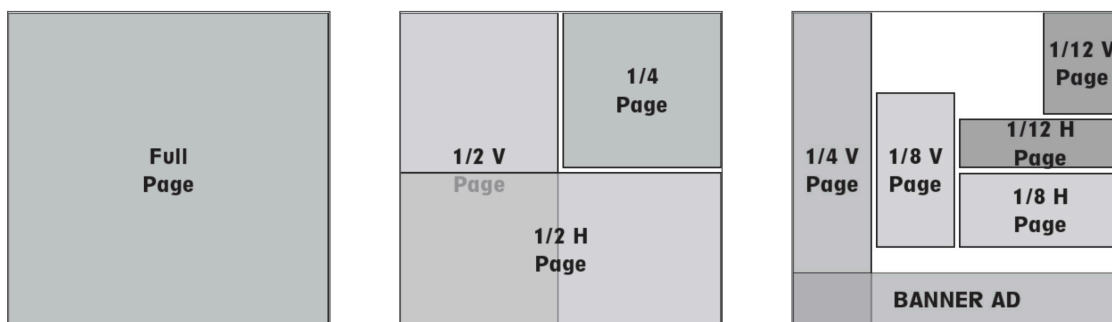 Full
Page
1/2 V
Page
1/4
Page
1/2 H
Page
1/4 V
Page
1/8 V
Page
1/12 V
Page
1/12 H
Page
1/8 H
Page
BANNER AD